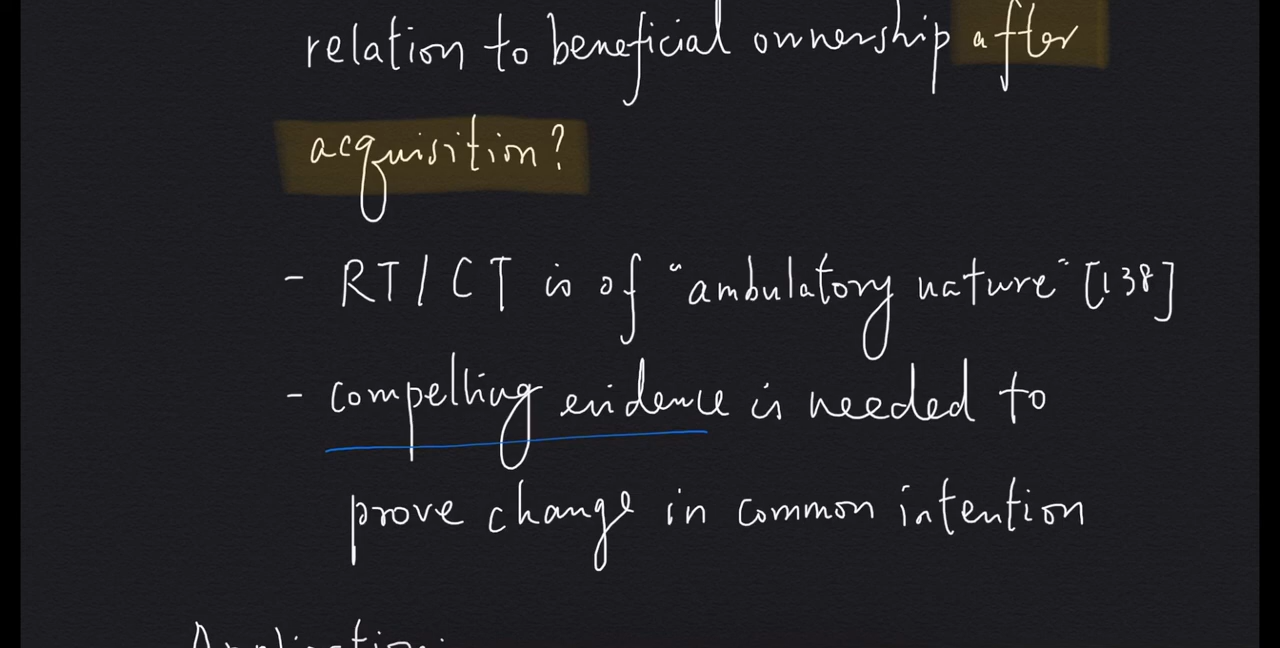 relation to beneficial ownership after
acquisition?
- RT/CT is of "ambulatory nature" [138]
- compelling evidence is needed to
prove change in common intention
Application: